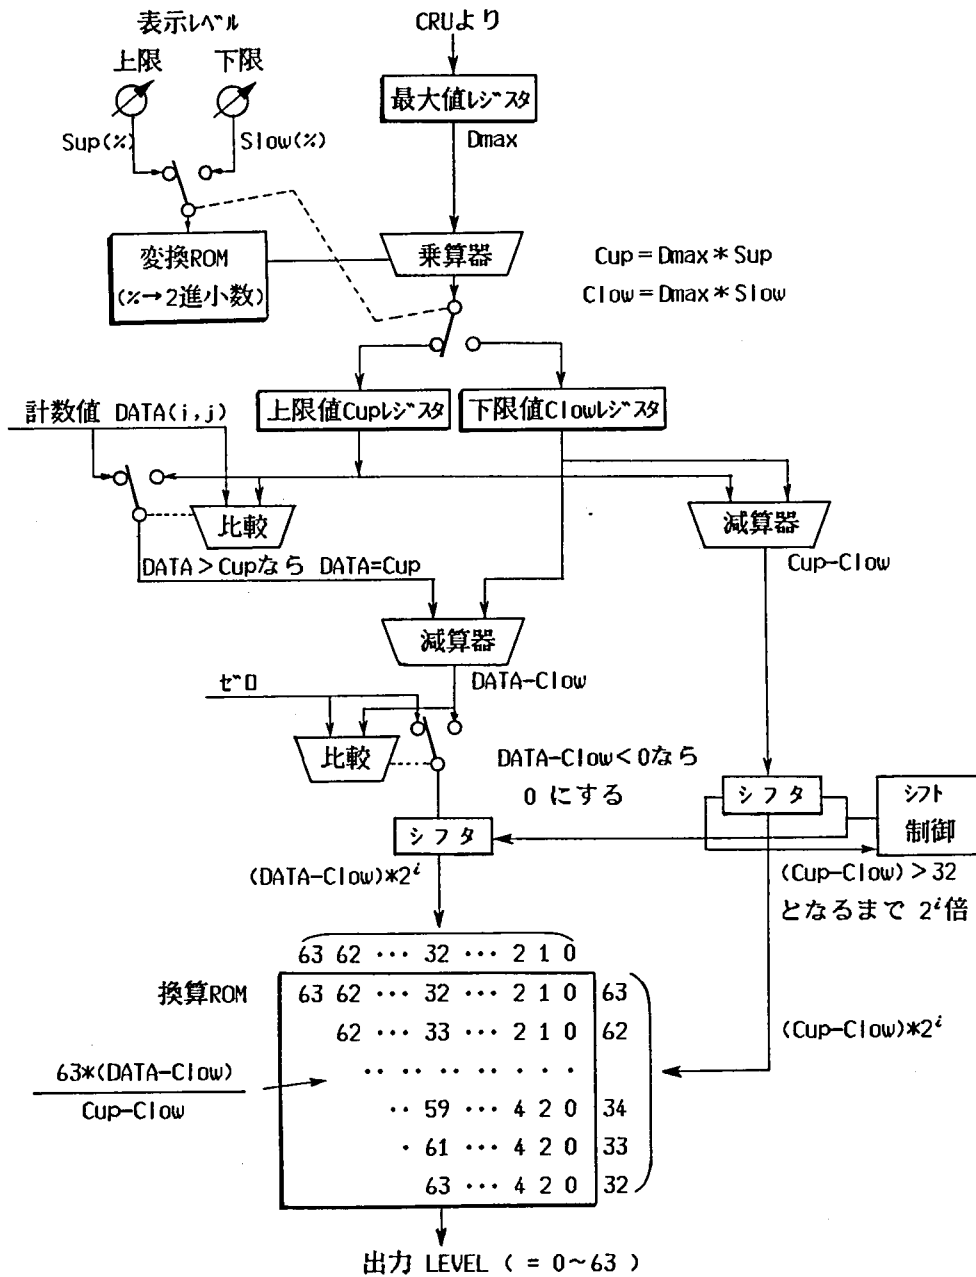 表示レベル
上限 下限
CRUより
最大値レジスタ
Sup(%) Slow(%)
Dmax
変換ROM
(%→2進小数)
乗算器
Cup=Dmax*Sup
Clow=Dmax*Slow
計数値 DATA(i,j)
上限値Cupレジスタ
下限値Clowレジスタ
比較
減算器
DATA>Cupなら DATA=Cup
Cup-Clow
減算器
DATA-Clow
ゼロ
比較
DATA-Clow<0なら
0 にする
シフタ
シフト
制御
シフタ
(DATA-Clow)*2^i
(Cup-Clow)>32
となるまで 2^i倍
63 62 ··· 32 ··· 2 1 0
換算ROM
63 62 ··· 32 ··· 2 1 0 63
62 ··· 33 ··· 2 1 0 62
(Cup-Clow)*2^i
·· ·· ·· ·· · · ·
63*(DATA-Clow)
Cup-Clow
·· 59 ··· 4 2 0 34
· 61 ··· 4 2 0 33
63 ··· 4 2 0 32
出力 LEVEL ( = 0~63 )